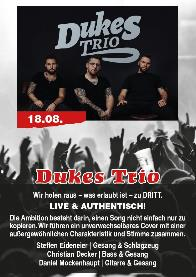 Dukes
TRIO
18.08.
Dukes Trio
Wir holen raus – was erlaubt ist – zu DRITT.
LIVE & AUTHENTISCH!
Die Ambition besteht darin, einen Song nicht einfach nur zu
kopieren. Wir führen ein unverwechselbares Cover mit einer
außergewöhnlichen Charakteristik und Stimme zusammen.
Steffen Eideneier | Gesang & Schlagzeug
Christian Decker | Bass & Gesang
Daniel Mockenhaupt | Gitarre & Gesang